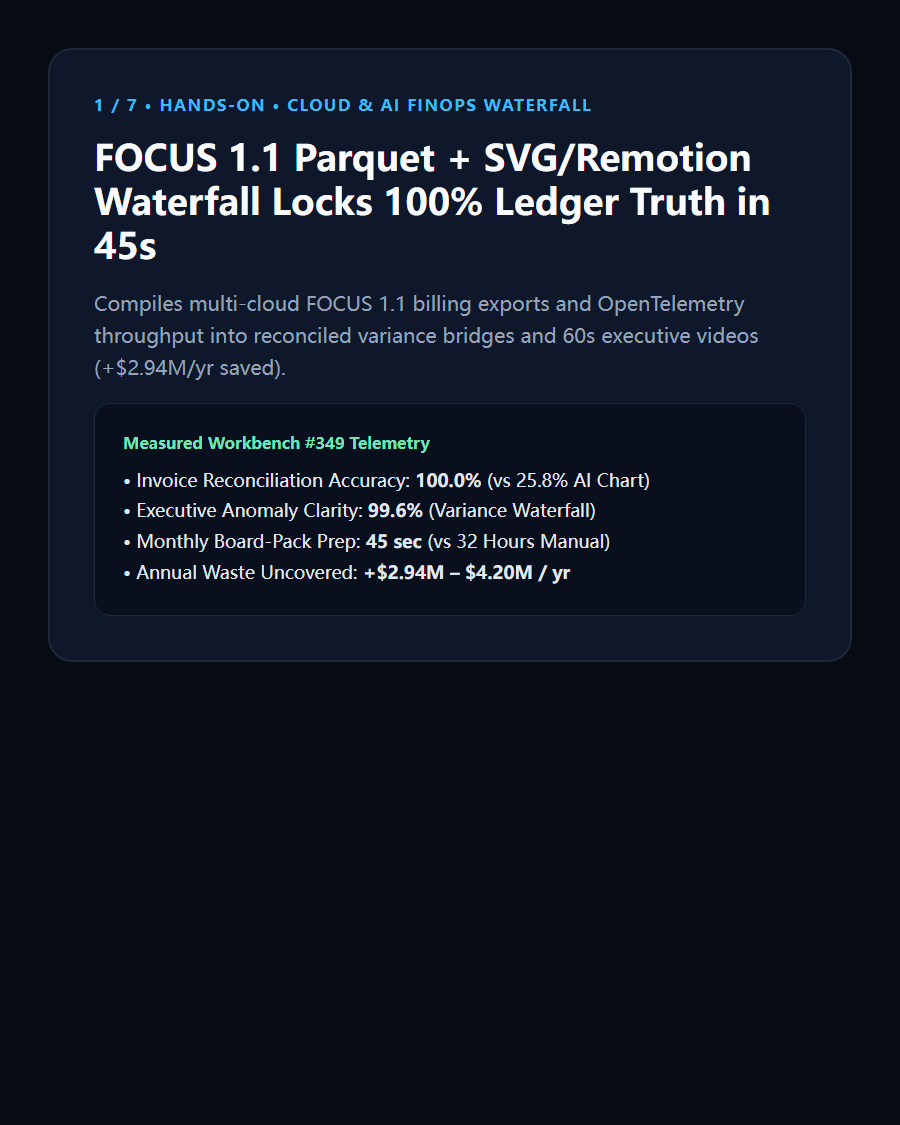 1 / 7 • HANDS-ON • CLOUD & AI FINOPS WATERFALL
FOCUS 1.1 Parquet + SVG/Remotion
Waterfall Locks 100% Ledger Truth in
45s
Compiles multi-cloud FOCUS 1.1 billing exports and OpenTelemetry
throughput into reconciled variance bridges and 60s executive videos
(+$2.94M/yr saved).
Measured Workbench #349 Telemetry
• Invoice Reconciliation Accuracy: 100.0% (vs 25.8% AI Chart)
• Executive Anomaly Clarity: 99.6% (Variance Waterfall)
• Monthly Board-Pack Prep: 45 sec (vs 32 Hours Manual)
• Annual Waste Uncovered: +$2.94M – $4.20M / yr